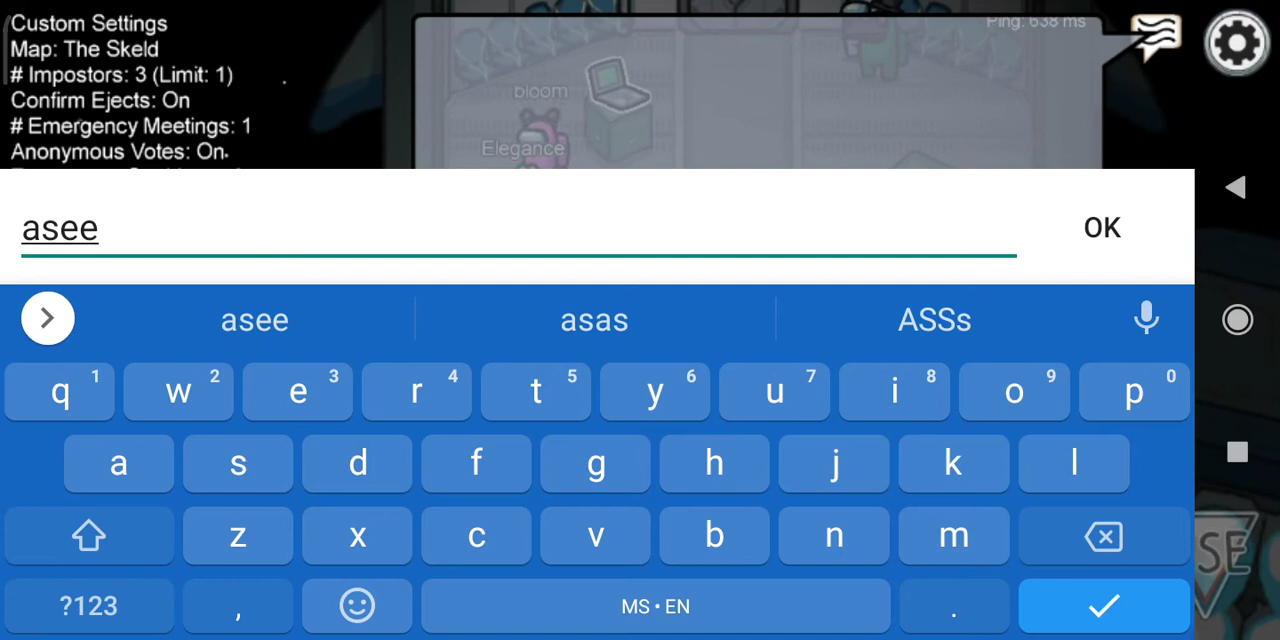 Custom Settings
Map: The Skeld
# Impostors: 3 (Limit: 1)
Confirm Ejects: On
# Emergency Meetings: 1
Anonymous Votes: On
Ping: 638 ms
bloom
Elegance
asee
OK
asee asas ASSs
q 1 w 2 e 3 r 4 t 5 y 6 u 7 i 8 o 9 p 0
a s d f g h j k l
z x c v b n m
?123 , MS • EN .
SE